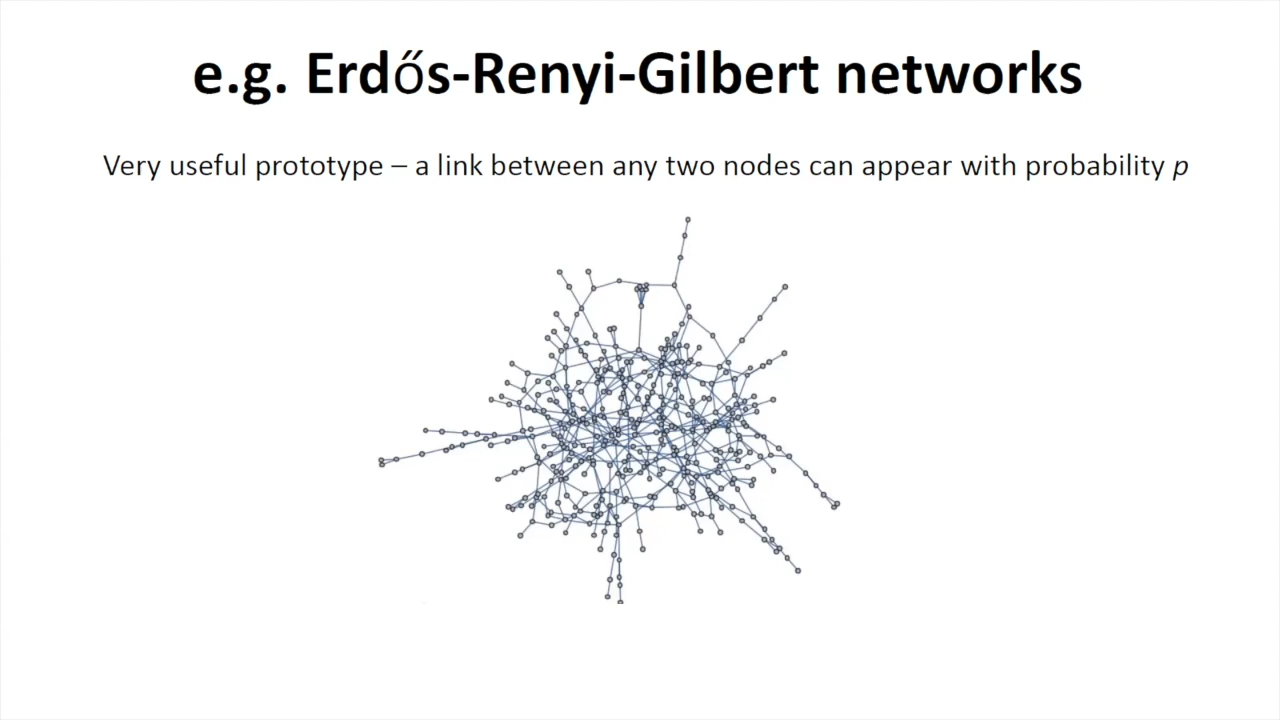 e.g. Erdős-Renyi-Gilbert networks
Very useful prototype – a link between any two nodes can appear with probability p